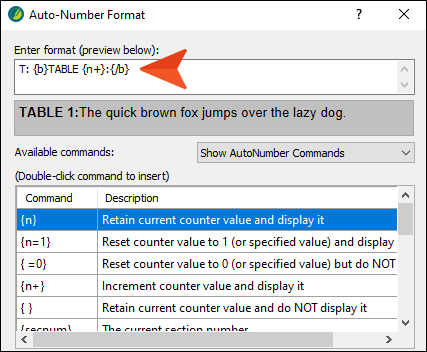 Auto-Number Format
Enter format (preview below):
T: {b}TABLE {n+}:{/b}
TABLE 1:The quick brown fox jumps over the lazy dog.
Available commands: Show AutoNumber Commands
(Double-click command to insert)
Command Description
{n} Retain current counter value and display it
{n=1} Reset counter value to 1 (or specified value) and display
{ =0} Reset counter value to 0 (or specified value) but do NOT
{n+} Increment counter value and display it
{ } Retain current counter value and do NOT display it
{secnum} The current section number